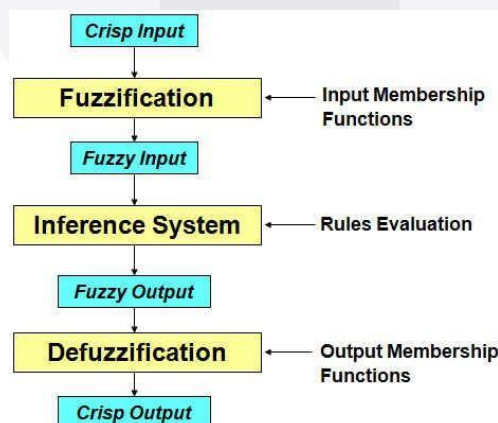 Crisp Input
Fuzzification
Input Membership
Functions
Fuzzy Input
Inference System
Rules Evaluation
Fuzzy Output
Defuzzification
Output Membership
Functions
Crisp Output